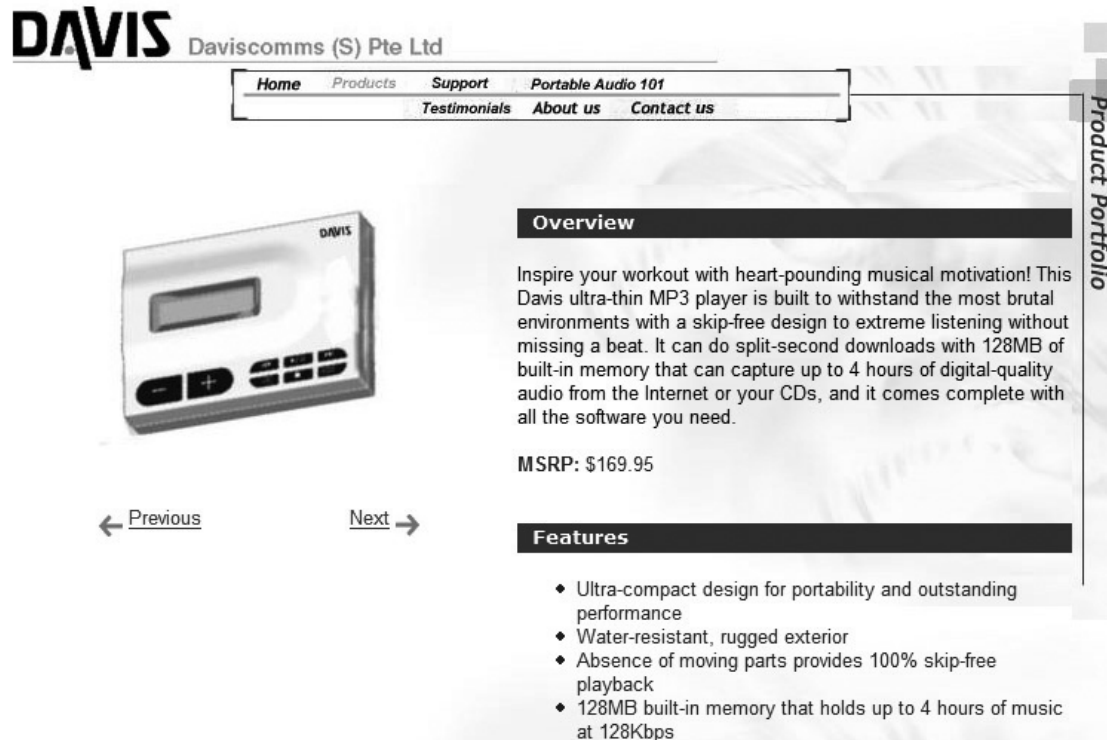 DAVIS Daviscomms (S) Pte Ltd
Home Products Support Portable Audio 101
Testimonials About us Contact us
Product Portfolio
DAVIS
− +
Previous Next
Overview
Inspire your workout with heart-pounding musical motivation! This
Davis ultra-thin MP3 player is built to withstand the most brutal
environments with a skip-free design to extreme listening without
missing a beat. It can do split-second downloads with 128MB of
built-in memory that can capture up to 4 hours of digital-quality
audio from the Internet or your CDs, and it comes complete with
all the software you need.
MSRP: $169.95
Features
◆ Ultra-compact design for portability and outstanding
performance
◆ Water-resistant, rugged exterior
◆ Absence of moving parts provides 100% skip-free
playback
◆ 128MB built-in memory that holds up to 4 hours of music
at 128Kbps